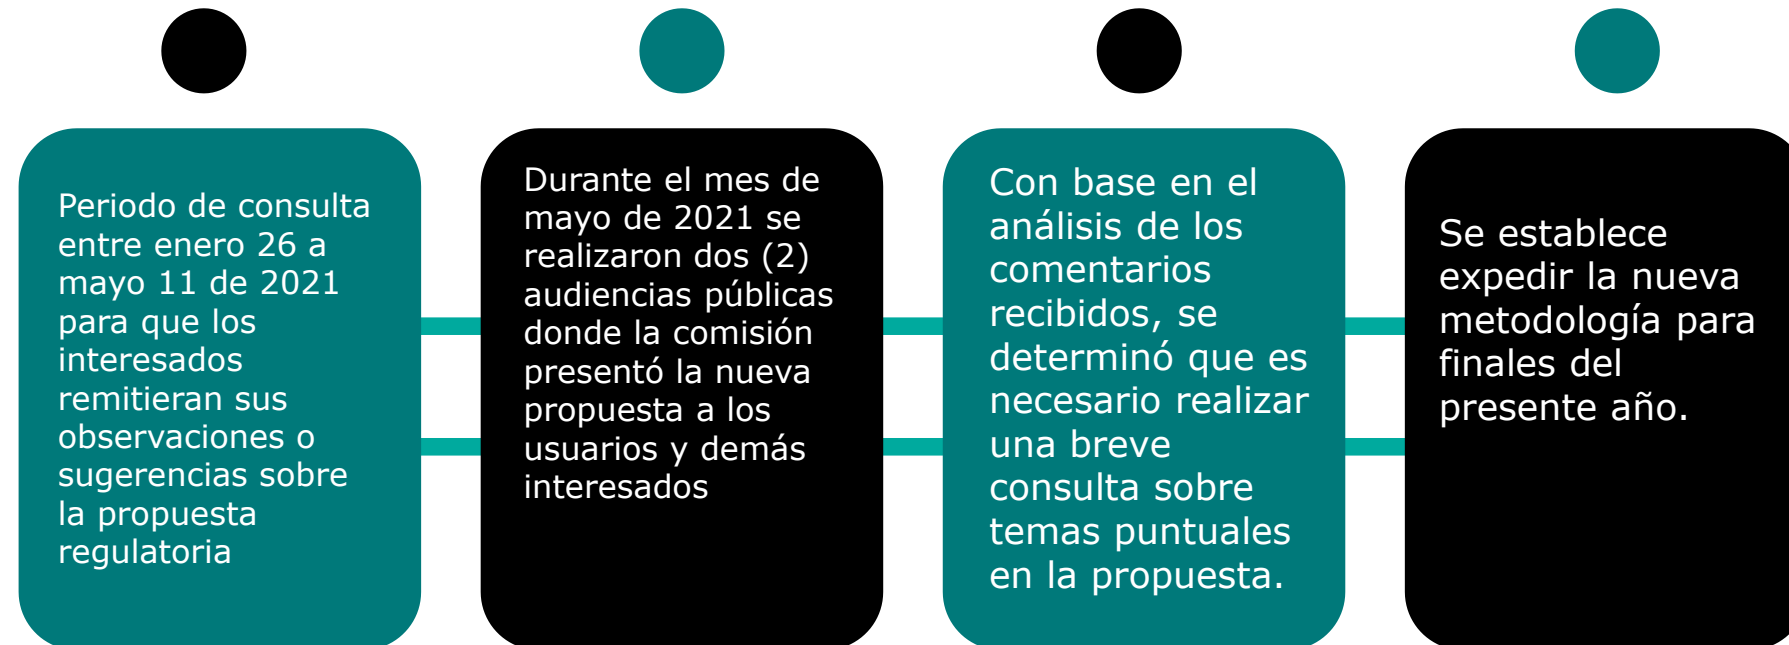 Periodo de consulta
entre enero 26 a
mayo 11 de 2021
para que los
interesados
remitieran sus
observaciones o
sugerencias sobre
la propuesta
regulatoria
Durante el mes de
mayo de 2021 se
realizaron dos (2)
audiencias públicas
donde la comisión
presentó la nueva
propuesta a los
usuarios y demás
interesados
Con base en el
análisis de los
comentarios
recibidos, se
determinó que es
necesario realizar
una breve
consulta sobre
temas puntuales
en la propuesta.
Se establece
expedir la nueva
metodología para
finales del
presente año.